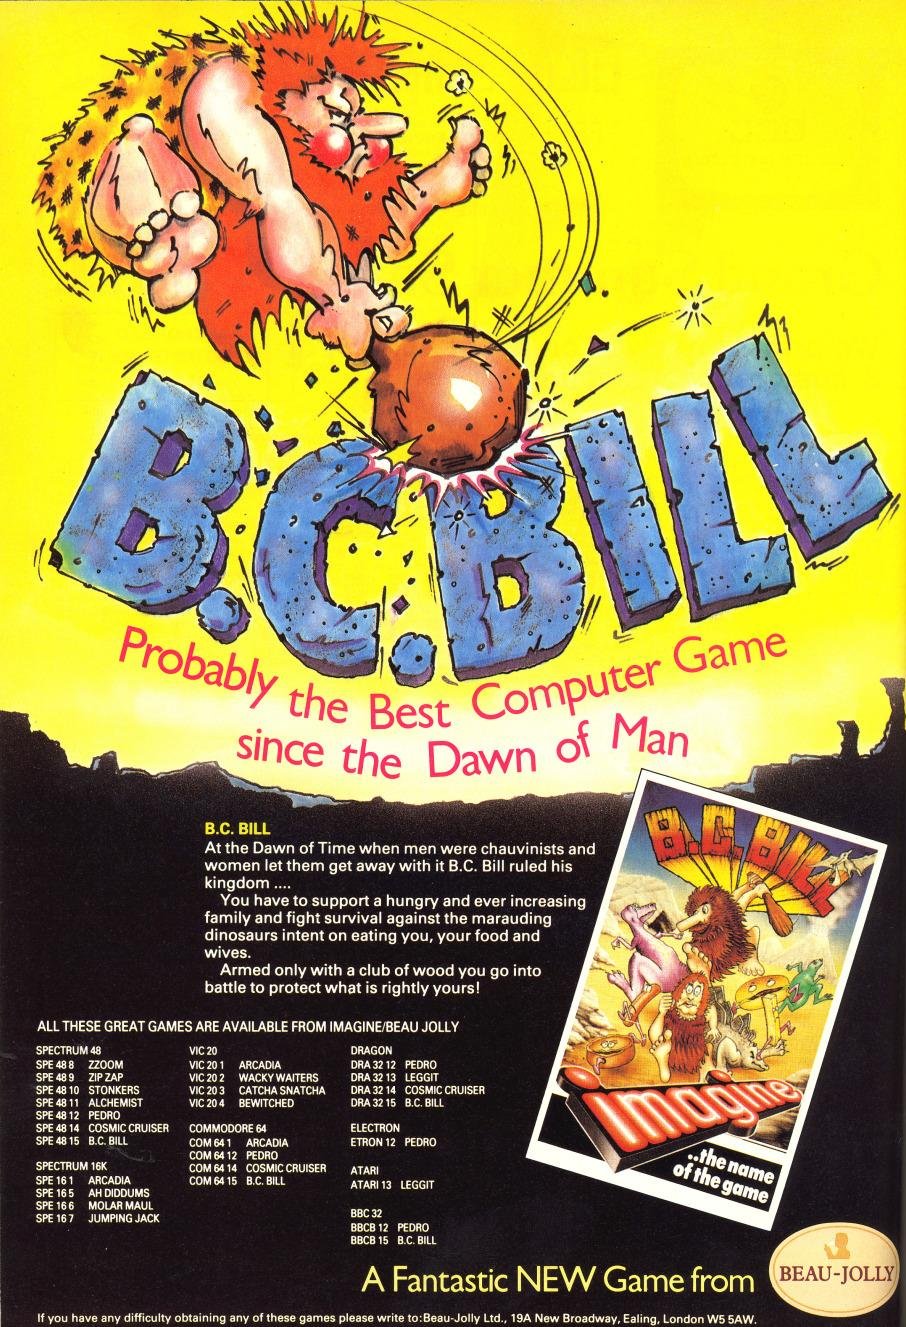 B.C. BILL
Probably the Best Computer Game
since the Dawn of Man
B.C. BILL
At the Dawn of Time when men were chauvinists and
women let them get away with it B.C. Bill ruled his
kingdom ....
You have to support a hungry and ever increasing
family and fight survival against the marauding
dinosaurs intent on eating you, your food and
wives.
Armed only with a club of wood you go into
battle to protect what is rightly yours!
B.C. BILL
imagine
...the name
of the game
ALL THESE GREAT GAMES ARE AVAILABLE FROM IMAGINE/BEAU JOLLY
SPECTRUM 48
SPE 48 8 ZZOOM
SPE 48 9 ZIP ZAP
SPE 48 10 STONKERS
SPE 48 11 ALCHEMIST
SPE 48 12 PEDRO
SPE 48 14 COSMIC CRUISER
SPE 48 15 B.C. BILL
SPECTRUM 16K
SPE 16 1 ARCADIA
SPE 16 5 AH DIDDUMS
SPE 16 6 MOLAR MAUL
SPE 16 7 JUMPING JACK
VIC 20
VIC 20 1 ARCADIA
VIC 20 2 WACKY WAITERS
VIC 20 3 CATCHA SNATCHA
VIC 20 4 BEWITCHED
COMMODORE 64
COM 64 1 ARCADIA
COM 64 12 PEDRO
COM 64 14 COSMIC CRUISER
COM 64 15 B.C. BILL
DRAGON
DRA 32 12 PEDRO
DRA 32 13 LEGGIT
DRA 32 14 COSMIC CRUISER
DRA 32 15 B.C. BILL
ELECTRON
ETRON 12 PEDRO
ATARI
ATARI 13 LEGGIT
BBC 32
BBCB 12 PEDRO
BBCB 15 B.C. BILL
A Fantastic NEW Game from
BEAU-JOLLY
If you have any difficulty obtaining any of these games please write to: Beau-Jolly Ltd., 19A New Broadway, Ealing, London W5 5AW.